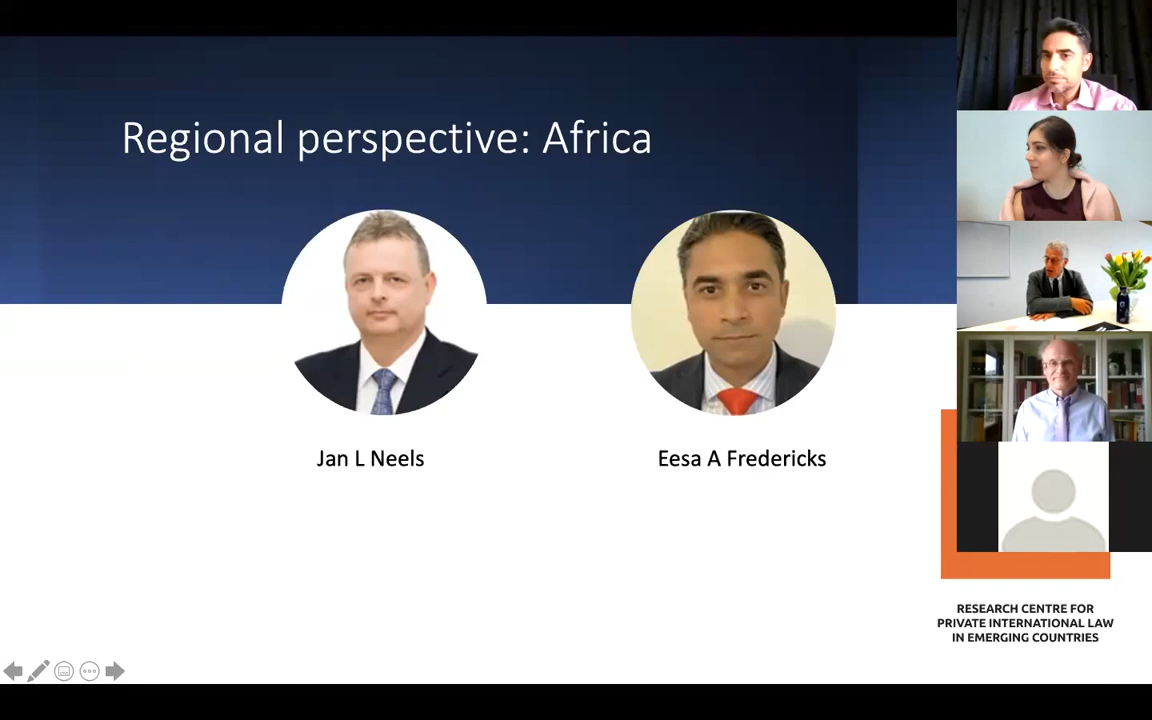 Regional perspective: Africa
Jan L Neels
Eesa A Fredericks
RESEARCH CENTRE FOR
PRIVATE INTERNATIONAL LAW
IN EMERGING COUNTRIES